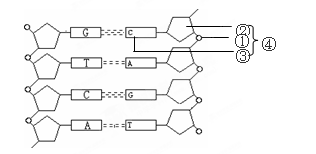 G C ②
① ④
T A ③
C G
A T